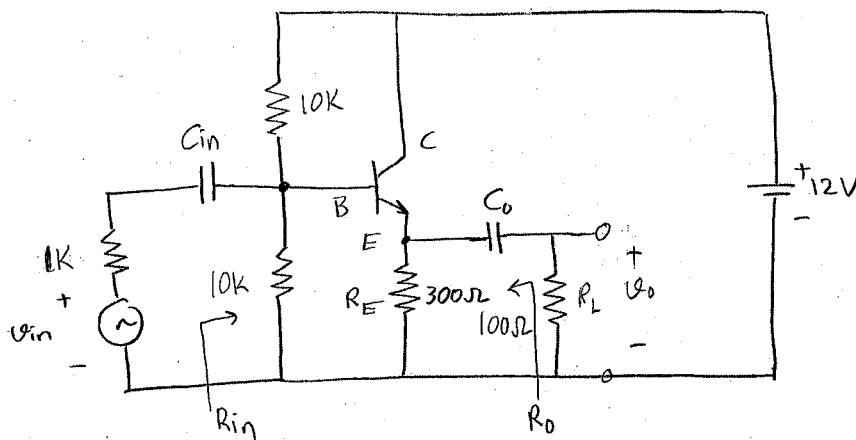 10K
C
Cin
+
12V
-
B
Co
E
1K
+
10K
RE
300Ω
100Ω
RL
+
vo
-
vin
-
Rin
Ro